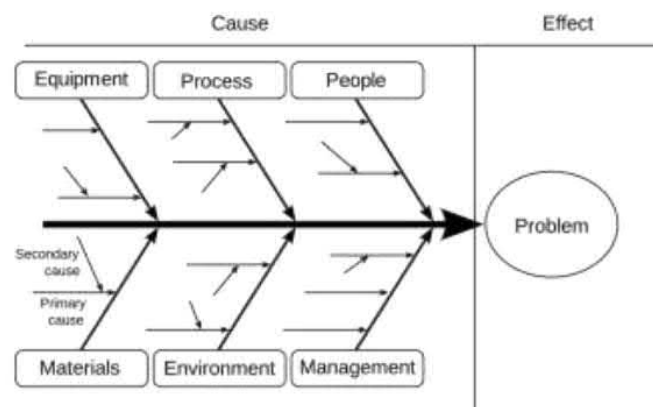 Cause
Effect
Equipment
Process
People
Problem
Secondary
cause
Primary
cause
Materials
Environment
Management